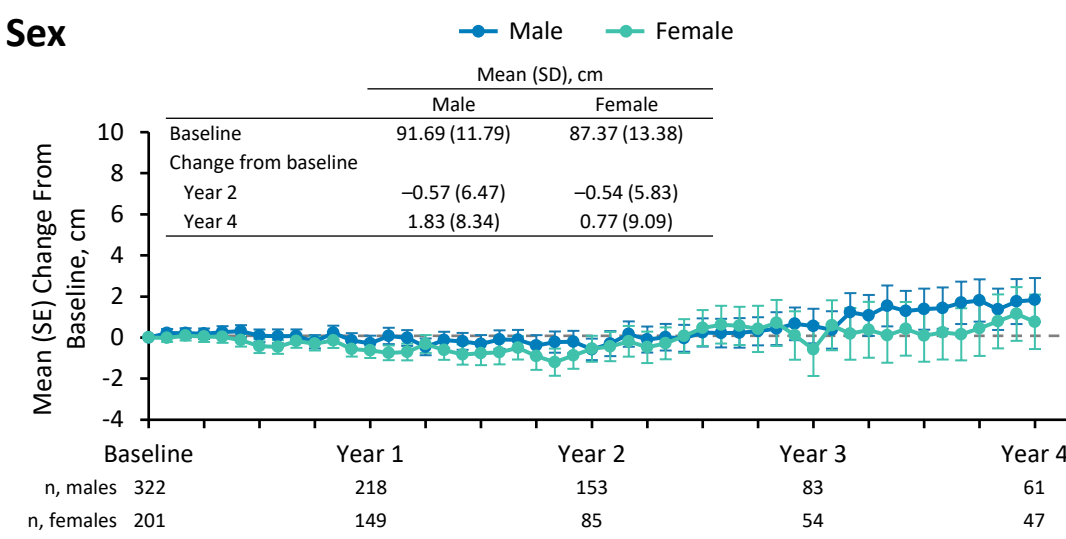 Sex
Male Female
Mean (SD), cm
Male Female
Baseline 91.69 (11.79) 87.37 (13.38)
Change from baseline
Year 2 –0.57 (6.47) –0.54 (5.83)
Year 4 1.83 (8.34) 0.77 (9.09)
Mean (SE) Change From
Baseline, cm
10
8
6
4
2
0
-2
-4
Baseline Year 1 Year 2 Year 3 Year 4
n, males 322 218 153 83 61
n, females 201 149 85 54 47